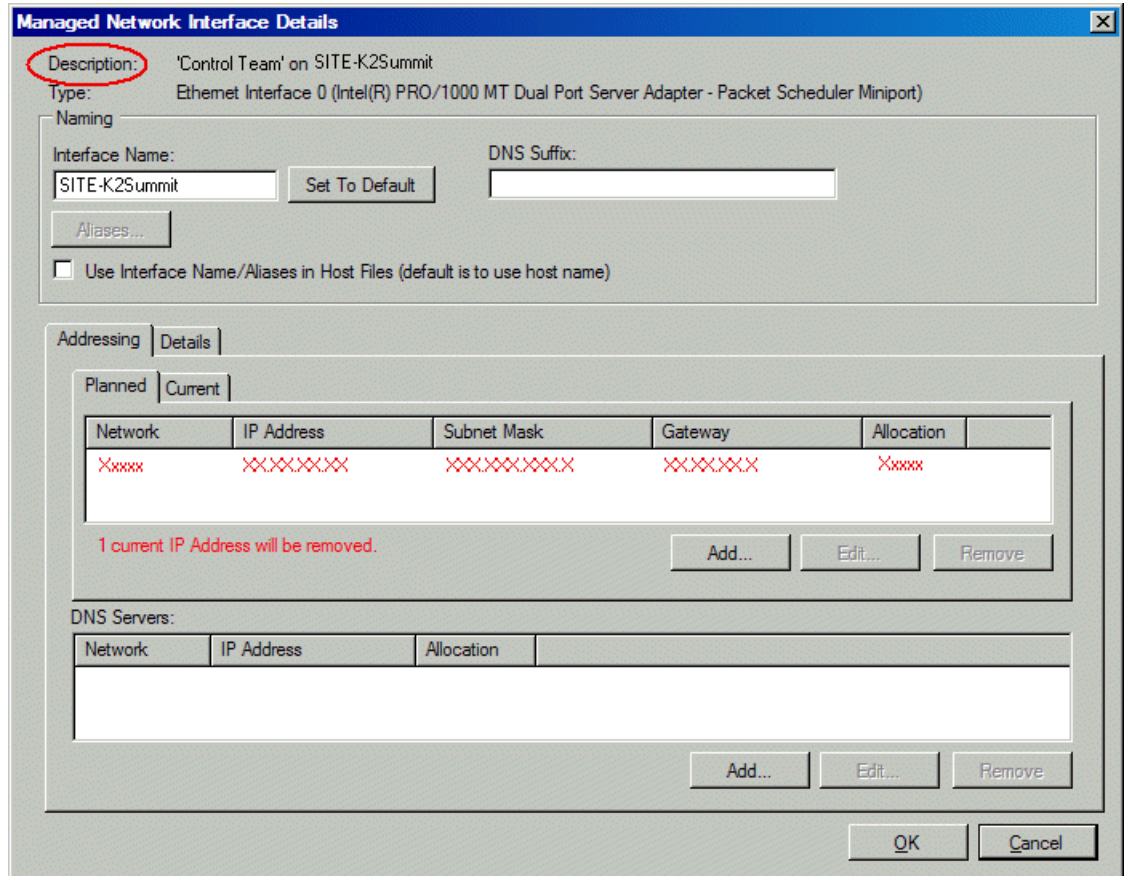 Managed Network Interface Details
Description: 'Control Team' on SITE-K2Summit
Type: Ethernet Interface 0 (Intel(R) PRO/1000 MT Dual Port Server Adapter - Packet Scheduler Miniport)
Naming
Interface Name: DNS Suffix:
SITE-K2Summit Set To Default
Aliases...
Use Interface Name/Aliases in Host Files (default is to use host name)
Addressing Details
Planned Current
Network IP Address Subnet Mask Gateway Allocation
Xxxxx XX.XX.XX.XX XXX.XXX.XXX.X XX.XX.XX.X Xxxxx
1 current IP Address will be removed.
Add... Edit... Remove
DNS Servers:
Network IP Address Allocation
Add... Edit... Remove
OK Cancel